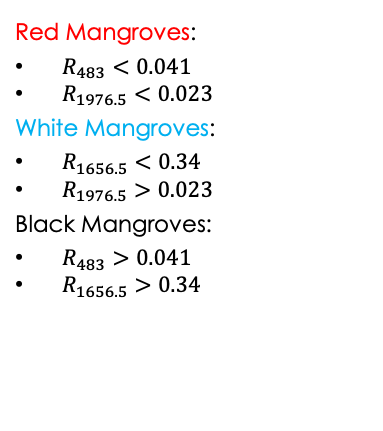 Red Mangroves:
• R₄₈₃ < 0.041
• R₁₉₇₆.₅ < 0.023
White Mangroves:
• R₁₆₅₆.₅ < 0.34
• R₁₉₇₆.₅ > 0.023
Black Mangroves:
• R₄₈₃ > 0.041
• R₁₆₅₆.₅ > 0.34